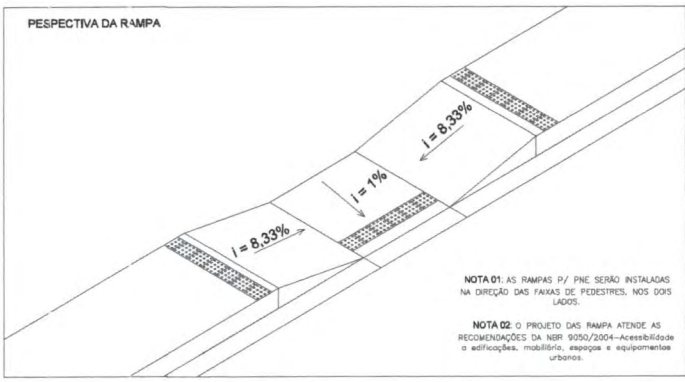 PESPECTIVA DA RAMPA
i = 8,33%
i = 1%
i = 8,33%
NOTA 01: AS RAMPAS P/ PNE SERÃO INSTALADAS
NA DIREÇÃO DAS FAIXAS DE PEDESTRES, NOS DOIS
LADOS.
NOTA 02: O PROJETO DAS RAMPA ATENDE AS
RECOMENDAÇÕES DA NBR 9050/2004-Acessibilidade
a edificações, mobiliário, espaços e equipamentos
urbanos.